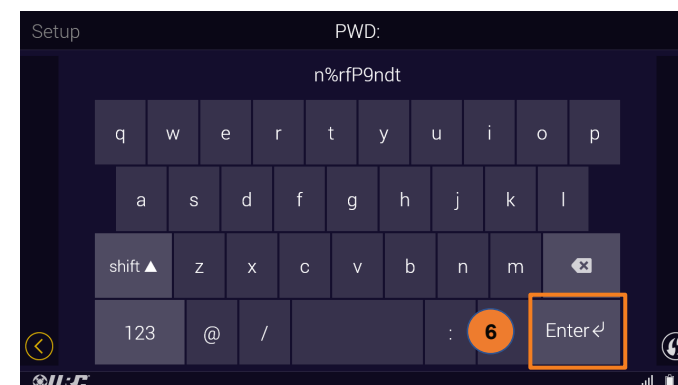 Setup PWD:
n%rfP9ndt
q w e r t y u i o p
a s d f g h j k l
shift ▲ z x c v b n m
123 @ / : 6 Enter